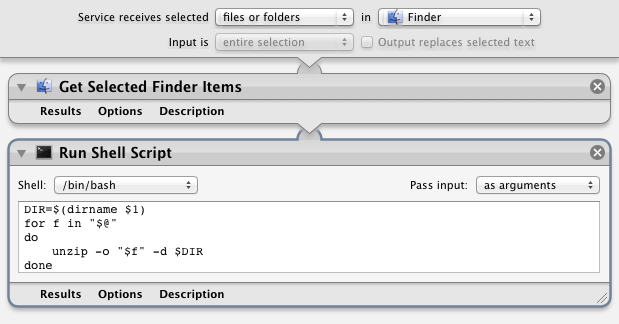 Service receives selected files or folders in Finder
Input is entire selection Output replaces selected text
Get Selected Finder Items
Results Options Description
Run Shell Script
Shell: /bin/bash Pass input: as arguments
DIR=$(dirname $1)
for f in "$@"
do
    unzip -o "$f" -d $DIR
done
Results Options Description